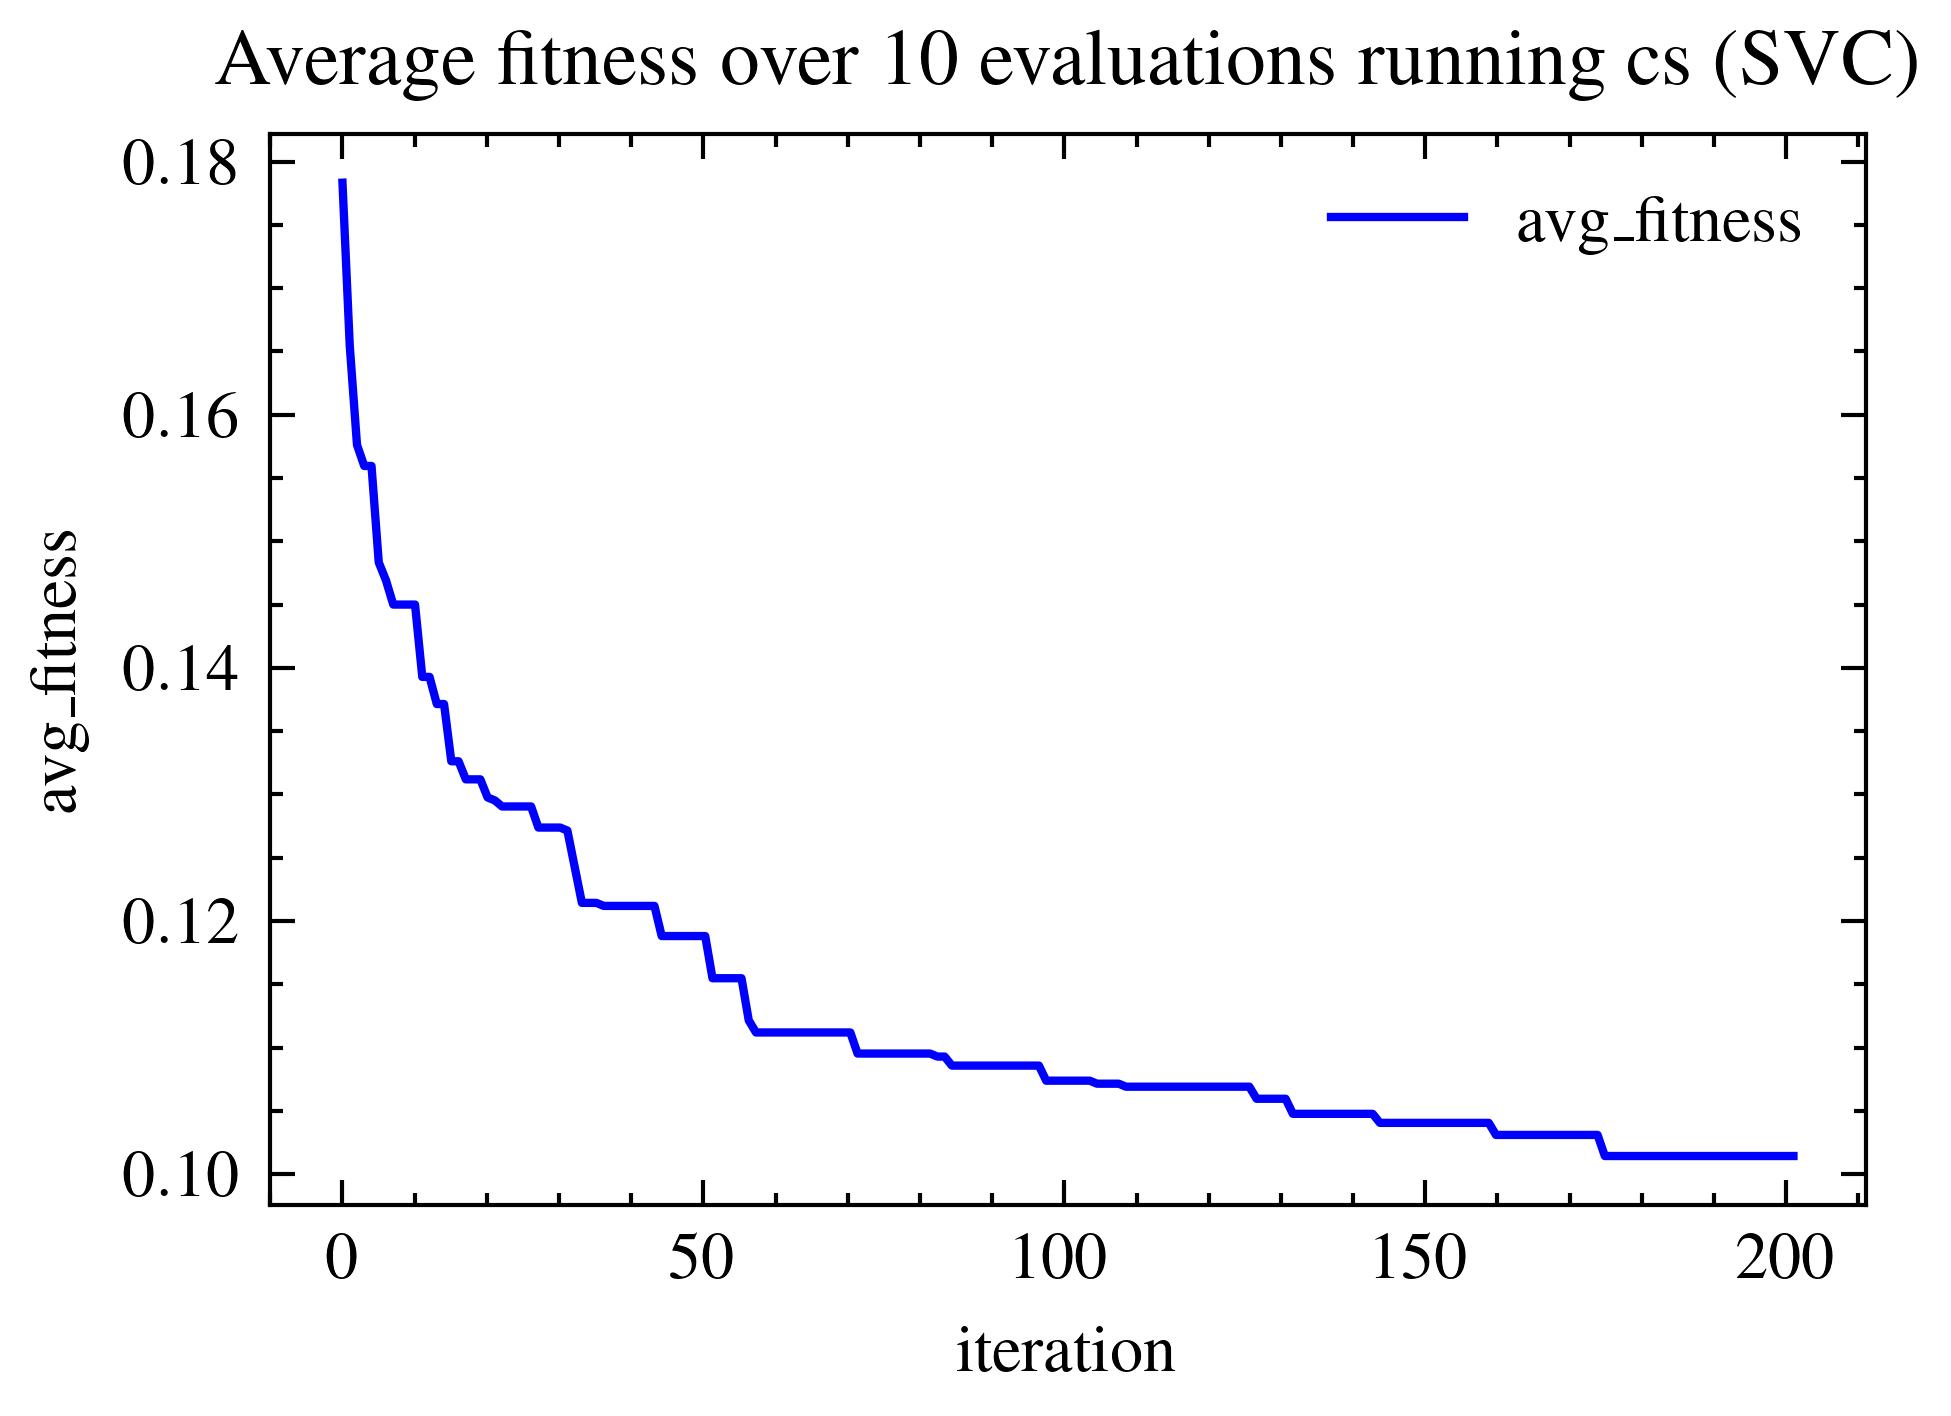 Average fitness over 10 evaluations running cs (SVC)
avg_fitness
0.18
0.16
0.14
0.12
0.10
avg_fitness
0
50
100
150
200
iteration